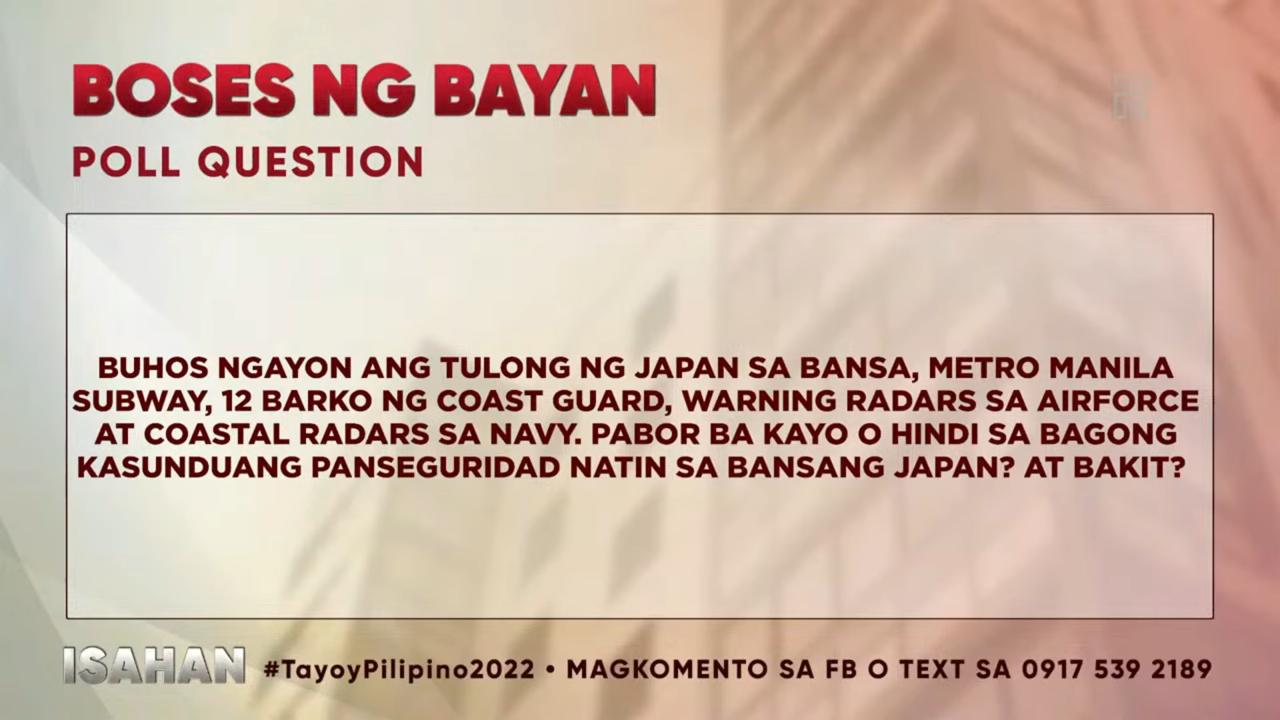 BOSES NG BAYAN
POLL QUESTION
BUHOS NGAYON ANG TULONG NG JAPAN SA BANSA, METRO MANILA
SUBWAY, 12 BARKO NG COAST GUARD, WARNING RADARS SA AIRFORCE
AT COASTAL RADARS SA NAVY. PABOR BA KAYO O HINDI SA BAGONG
KASUNDUANG PANSEGURIDAD NATIN SA BANSANG JAPAN? AT BAKIT?
ISAHAN #TayoyPilipino2022 • MAGKOMENTO SA FB O TEXT SA 0917 539 2189